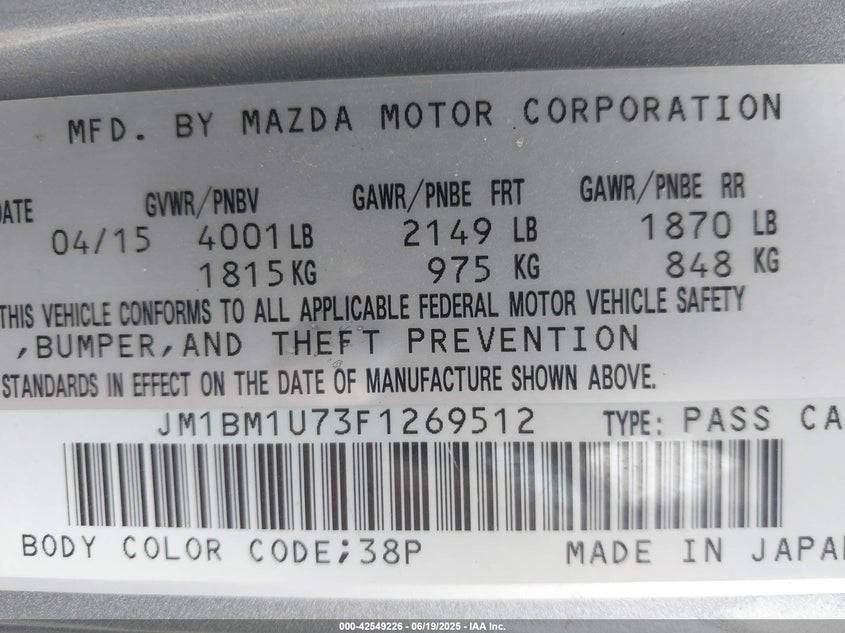 MFD. BY MAZDA MOTOR CORPORATION
DATE GVWR/PNBV GAWR/PNBE FRT GAWR/PNBE RR
04/15 4001 LB 2149 LB 1870 LB
1815 KG 975 KG 848 KG
THIS VEHICLE CONFORMS TO ALL APPLICABLE FEDERAL MOTOR VEHICLE SAFETY
,BUMPER,AND THEFT PREVENTION
STANDARDS IN EFFECT ON THE DATE OF MANUFACTURE SHOWN ABOVE.
JM1BM1U73F1269512 TYPE: PASS CA
BODY COLOR CODE;38P MADE IN JAPA
000-42549226 - 06/19/2025 - IAA Inc.